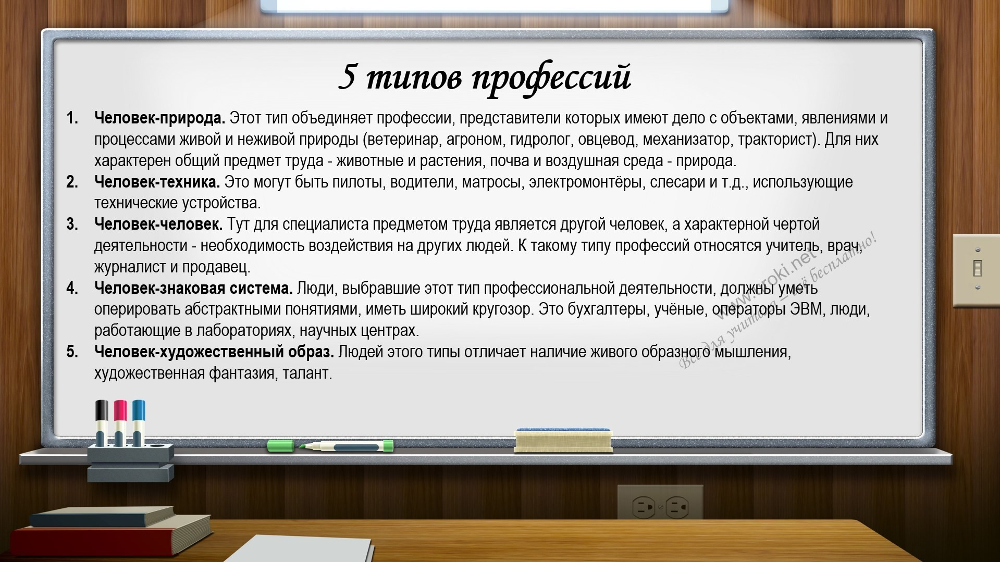 5 типов профессий
1. Человек-природа. Этот тип объединяет профессии, представители которых имеют дело с объектами, явлениями и
процессами живой и неживой природы (ветеринар, агроном, гидролог, овцевод, механизатор, тракторист). Для них
характерен общий предмет труда - животные и растения, почва и воздушная среда - природа.
2. Человек-техника. Это могут быть пилоты, водители, матросы, электромонтёры, слесари и т.д., использующие
технические устройства.
3. Человек-человек. Тут для специалиста предметом труда является другой человек, а характерной чертой
деятельности - необходимость воздействия на других людей. К такому типу профессий относятся учитель, врач,
журналист и продавец.
4. Человек-знаковая система. Люди, выбравшие этот тип профессиональной деятельности, должны уметь
оперировать абстрактными понятиями, иметь широкий кругозор. Это бухгалтеры, учёные, операторы ЭВМ, люди,
работающие в лабораториях, научных центрах.
5. Человек-художественный образ. Людей этого типы отличает наличие живого образного мышления,
художественная фантазия, талант.
www.uroki.net
Всё для учителя – всё бесплатно!